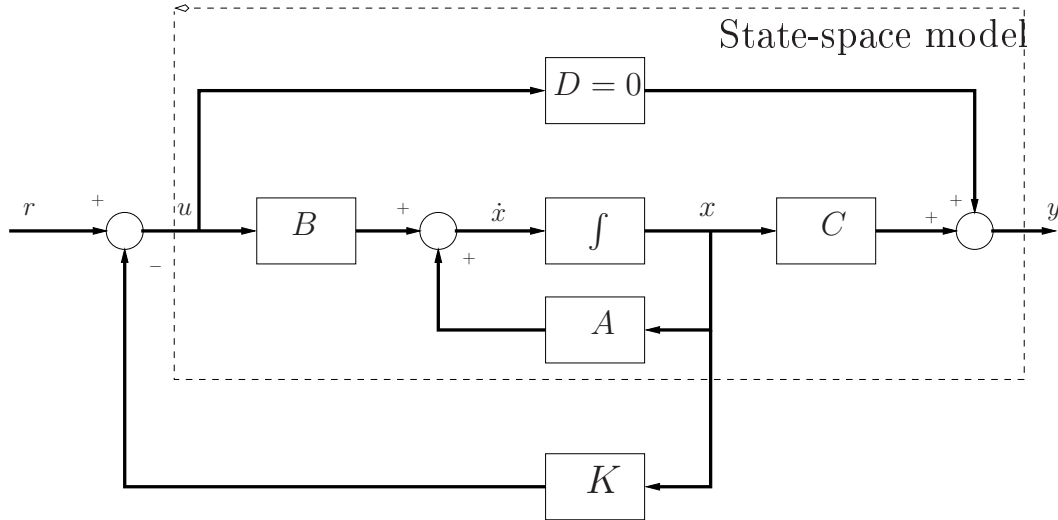 State-space model
D = 0
+
+
+
r
u
B
ẋ
∫
x
C
+
y
−
+
A
K